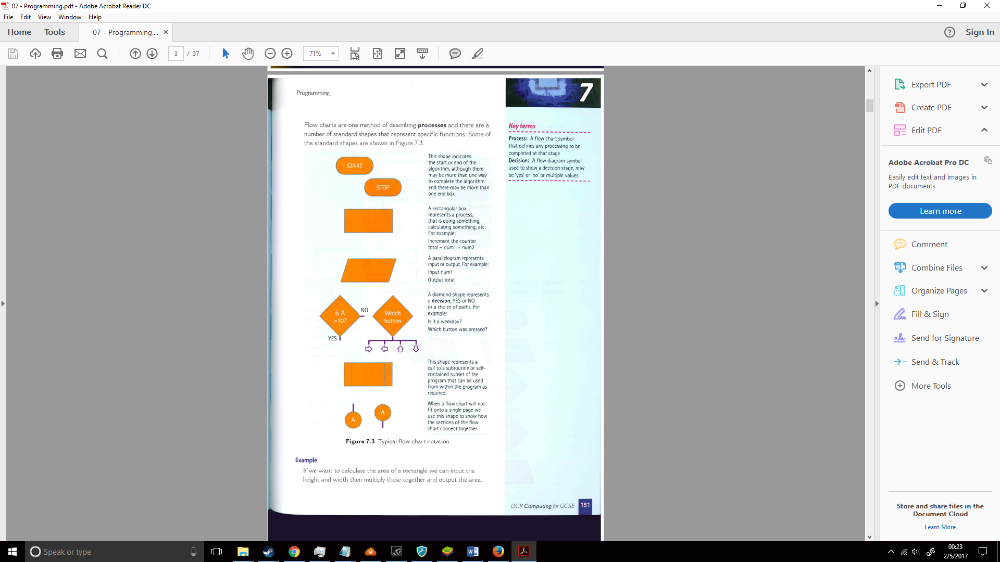 07 - Programming.pdf - Adobe Acrobat Reader DC
File Edit View Window Help
Home Tools 07 - Programming.... × ? Sign In
3 / 37 71%
Programming
7
Flow charts are one method of describing processes and there are a
number of standard shapes that represent specific functions. Some of
the standard shapes are shown in Figure 7.3.
START
STOP
This shape indicates
the start or end of the
algorithm, although there
may be more than one way
to complete the algorithm
and there may be more than
one end box.
A rectangular box
represents a process,
that is doing something,
calculating something, etc.
For example:
Increment the counter
total = num1 + num2
A parallelogram represents
input or output. For example:
Input num1
Output total
Is A
>10?
NO
YES
Which
button
A diamond shape represents
a decision, YES or NO,
or a choice of paths. For
example:
Is it a weekday?
Which button was pressed?
This shape represents a
call to a subroutine or self-
contained subset of the
program that can be used
from within the program as
required.
A A
When a flow chart will not
fit onto a single page we
use this shape to show how
the sections of the flow
chart connect together.
Figure 7.3 Typical flow chart notation
Example
If we want to calculate the area of a rectangle we can input the
height and width then multiply these together and output the area.
Key terms
Process: A flow chart symbol
that defines any processing to be
completed at that stage
Decision: A flow diagram symbol
used to show a decision stage, may
be 'yes' or 'no' or multiple values
OCR Computing for GCSE 151
Export PDF
Create PDF
Edit PDF
Adobe Acrobat Pro DC
Easily edit text and images in
PDF documents
Learn more
Comment
Combine Files
Organize Pages
Fill & Sign
Send for Signature
Send & Track
More Tools
Store and share files in the
Document Cloud
Learn More
Speak or type
00:23
2/5/2017